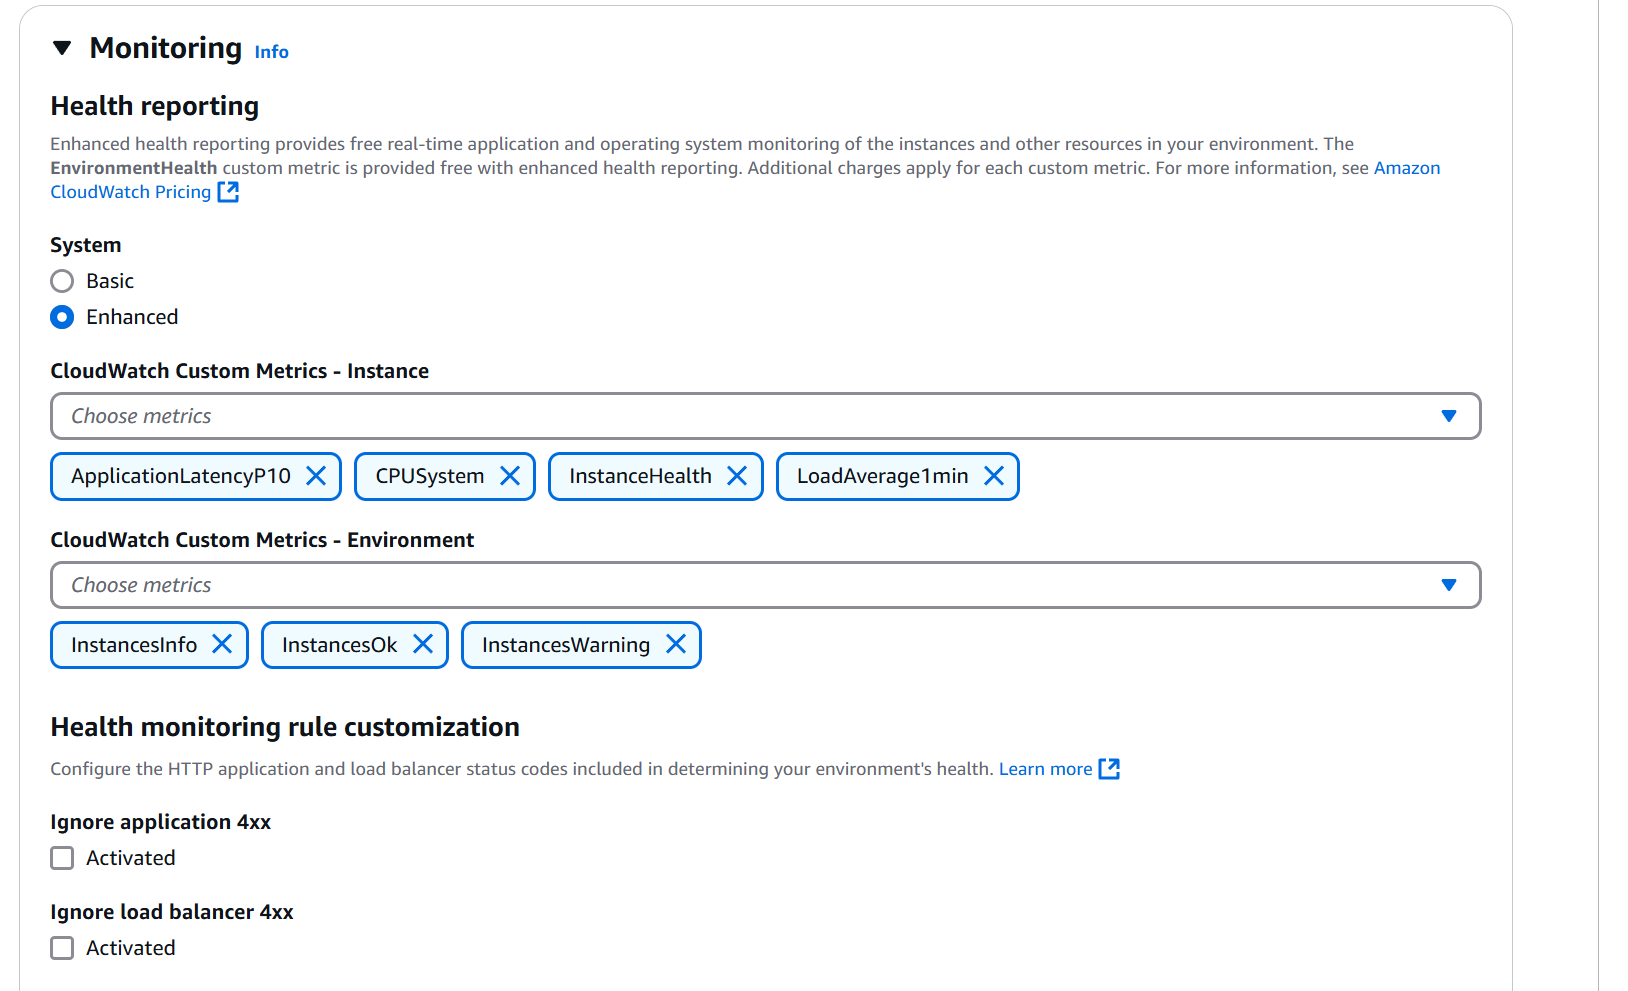 Monitoring Info
Health reporting
Enhanced health reporting provides free real-time application and operating system monitoring of the instances and other resources in your environment. The
EnvironmentHealth custom metric is provided free with enhanced health reporting. Additional charges apply for each custom metric. For more information, see Amazon
CloudWatch Pricing
System
Basic
Enhanced
CloudWatch Custom Metrics - Instance
Choose metrics
ApplicationLatencyP10 CPUSystem InstanceHealth LoadAverage1min
CloudWatch Custom Metrics - Environment
Choose metrics
InstancesInfo InstancesOk InstancesWarning
Health monitoring rule customization
Configure the HTTP application and load balancer status codes included in determining your environment's health. Learn more
Ignore application 4xx
Activated
Ignore load balancer 4xx
Activated